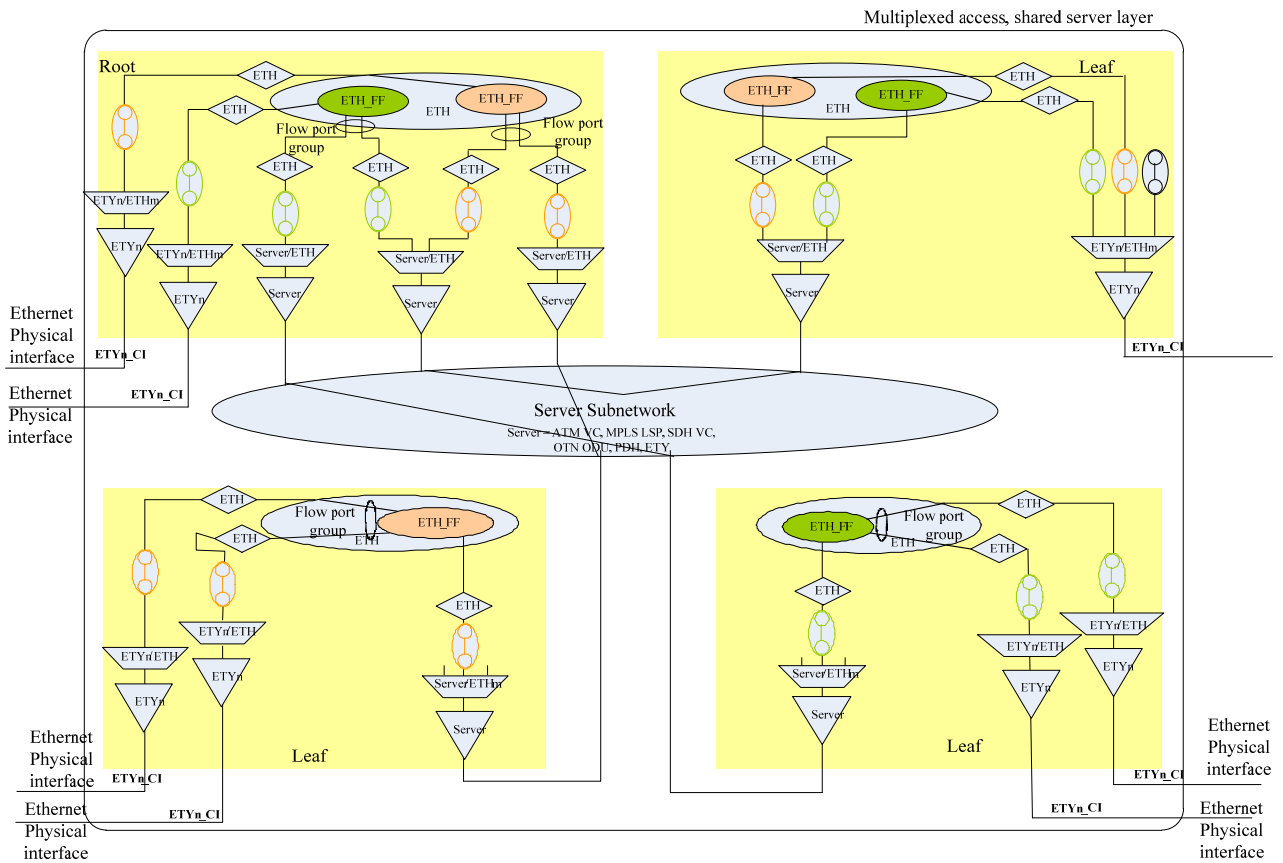 Multiplexed access, shared server layer
Root
ETH
ETH
ETH_FF
ETH_FF
ETH
Flow port
group
Flow port
group
ETH
ETH
ETH
ETH
ETYn/ETHm
ETYn
ETYn/ETHm
ETYn
Server/ETH
Server
Server/ETH
Server
Server/ETH
Server
Leaf
ETH_FF
ETH_FF
ETH
ETH
ETH
ETH
ETH
Server/ETH
Server
ETYn/ETHm
ETYn
Ethernet
Physical
interface
ETYn_CI
Ethernet
Physical
interface
ETYn_CI
ETYn_CI
Server Subnetwork
Server = ATM VC, MPLS LSP, SDH VC,
OTN ODU, PDH, ETY
ETH
ETH
Flow port
group
ETH_FF
ETH
ETH
ETYn/ETH
ETYn
ETYn/ETH
ETYn
Server/ETHm
Server
Leaf
Ethernet
Physical
interface
ETYn_CI
Ethernet
Physical
interface
ETYn_CI
ETH_FF
Flow port
group
ETH
ETH
ETH
ETH
Server/ETHm
Server
ETYn/ETH
ETYn
ETYn/ETH
ETYn
Leaf
Ethernet
Physical
interface
ETYn_CI
Ethernet
Physical
interface
ETYn_CI